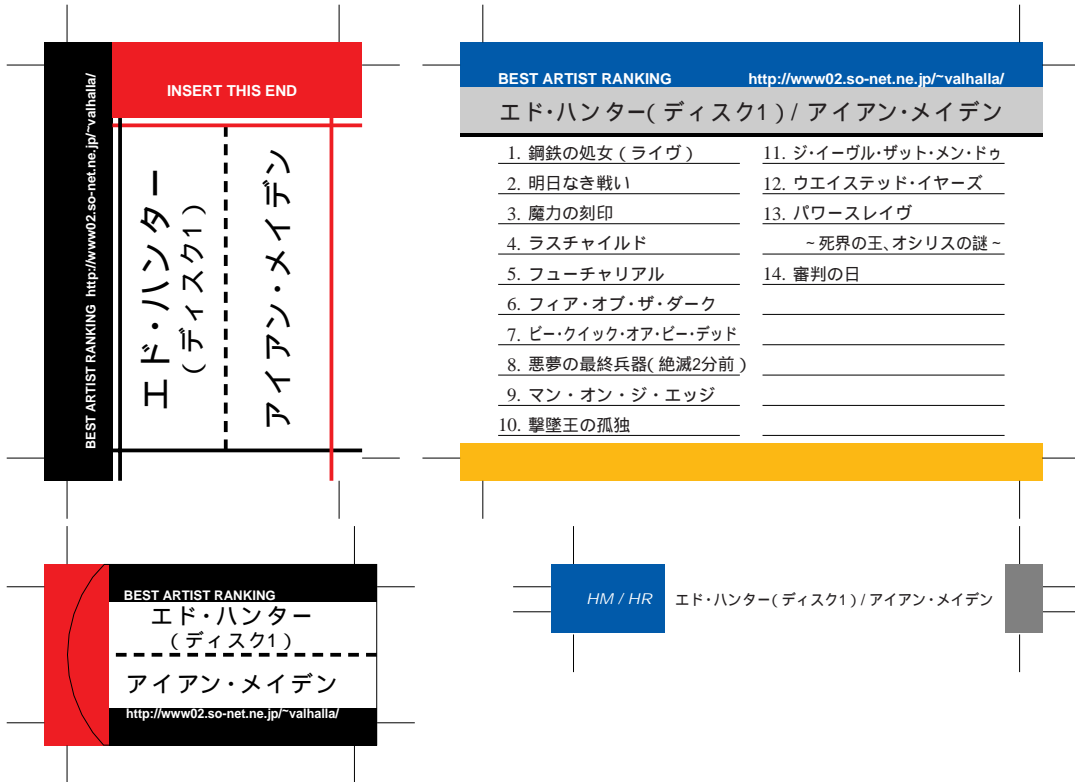 BEST ARTIST RANKING http://www02.so-net.ne.jp/~valhalla/
INSERT THIS END
エド・ハンター
(ディスク1)
アイアン・メイデン
BEST ARTIST RANKING http://www02.so-net.ne.jp/~valhalla/
エド・ハンター(ディスク1)/アイアン・メイデン
1. 鋼鉄の処女(ライヴ)
2. 明日なき戦い
3. 魔力の刻印
4. ラスチャイルド
5. フューチャリアル
6. フィア・オブ・ザ・ダーク
7. ビー・クイック・オア・ビー・デッド
8. 悪夢の最終兵器(絶滅2分前)
9. マン・オン・ジ・エッジ
10. 撃墜王の孤独
11. ジ・イーヴル・ザット・メン・ドゥ
12. ウエイステッド・イヤーズ
13. パワースレイヴ
~死界の王、オシリスの謎~
14. 審判の日
BEST ARTIST RANKING
エド・ハンター
(ディスク1)
アイアン・メイデン
http://www02.so-net.ne.jp/~valhalla/
HM / HR エド・ハンター(ディスク1)/アイアン・メイデン